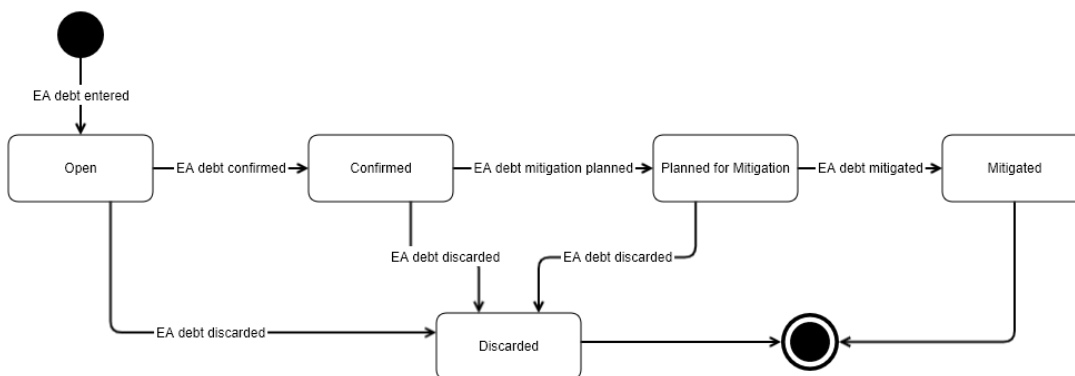 EA debt entered
Open
EA debt confirmed
Confirmed
EA debt mitigation planned
Planned for Mitigation
EA debt mitigated
Mitigated
EA debt discarded
EA debt discarded
EA debt discarded
Discarded